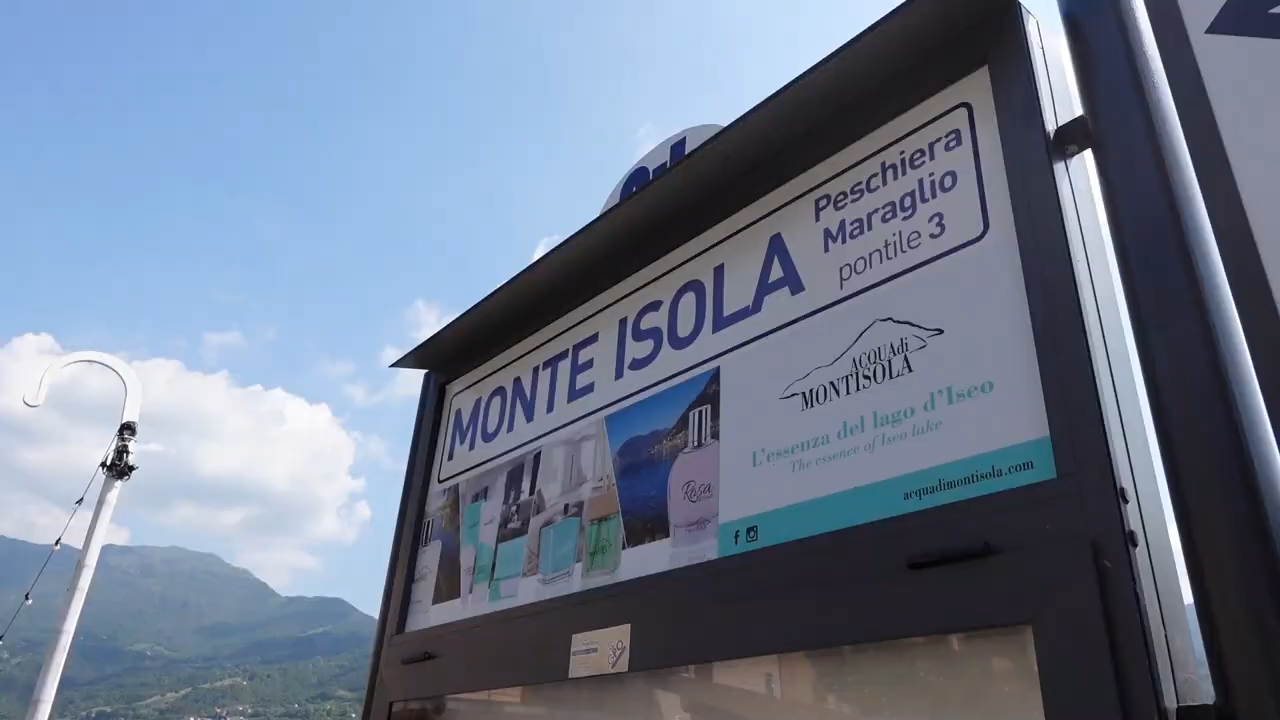 MONTE ISOLA
Peschiera
Maraglio
pontile 3
ACQUAdi
MONTISOLA
L'essenza del lago d'Iseo
The essence of Iseo lake
acquadimontisola.com
Rosa